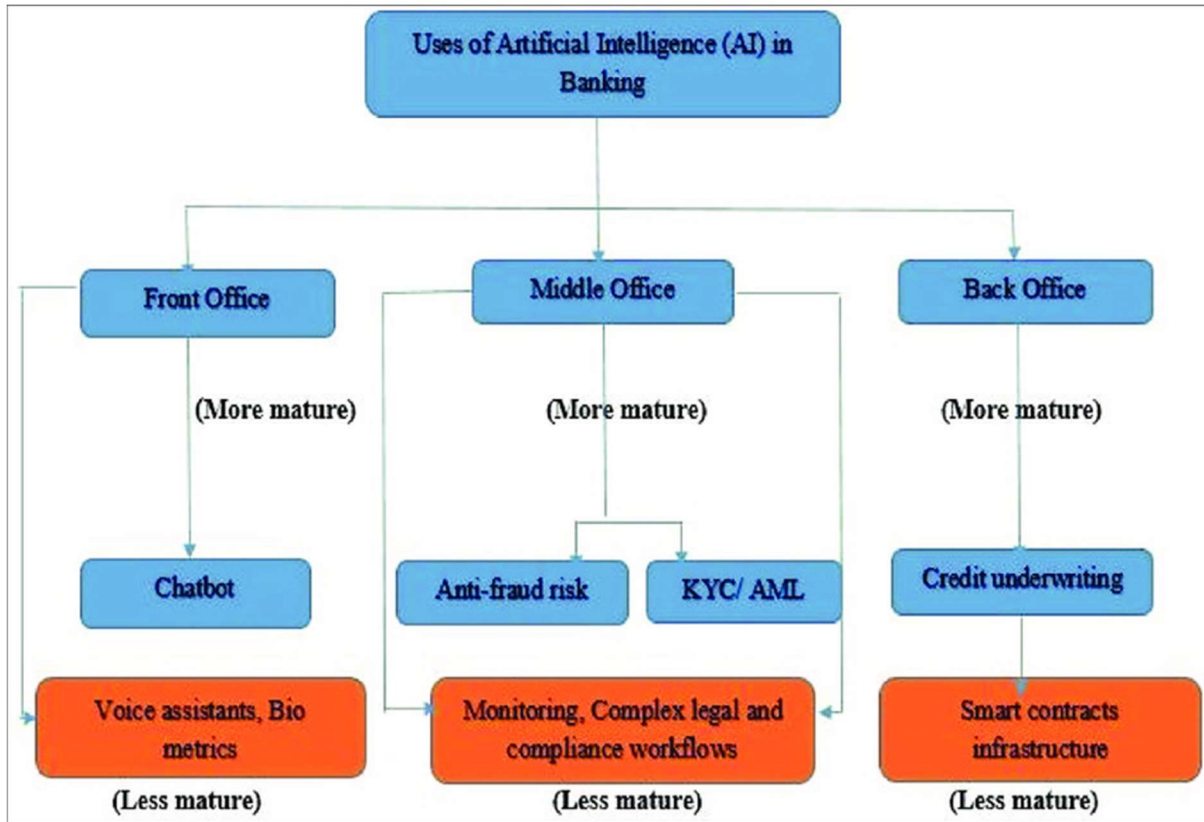 Uses of Artificial Intelligence (AI) in
Banking
Front Office
Middle Office
Back Office
(More mature)
(More mature)
(More mature)
Chatbot
Anti-fraud risk
KYC/ AML
Credit underwriting
Voice assistants, Bio
metrics
Monitoring, Complex legal and
compliance workflows
Smart contracts
infrastructure
(Less mature)
(Less mature)
(Less mature)